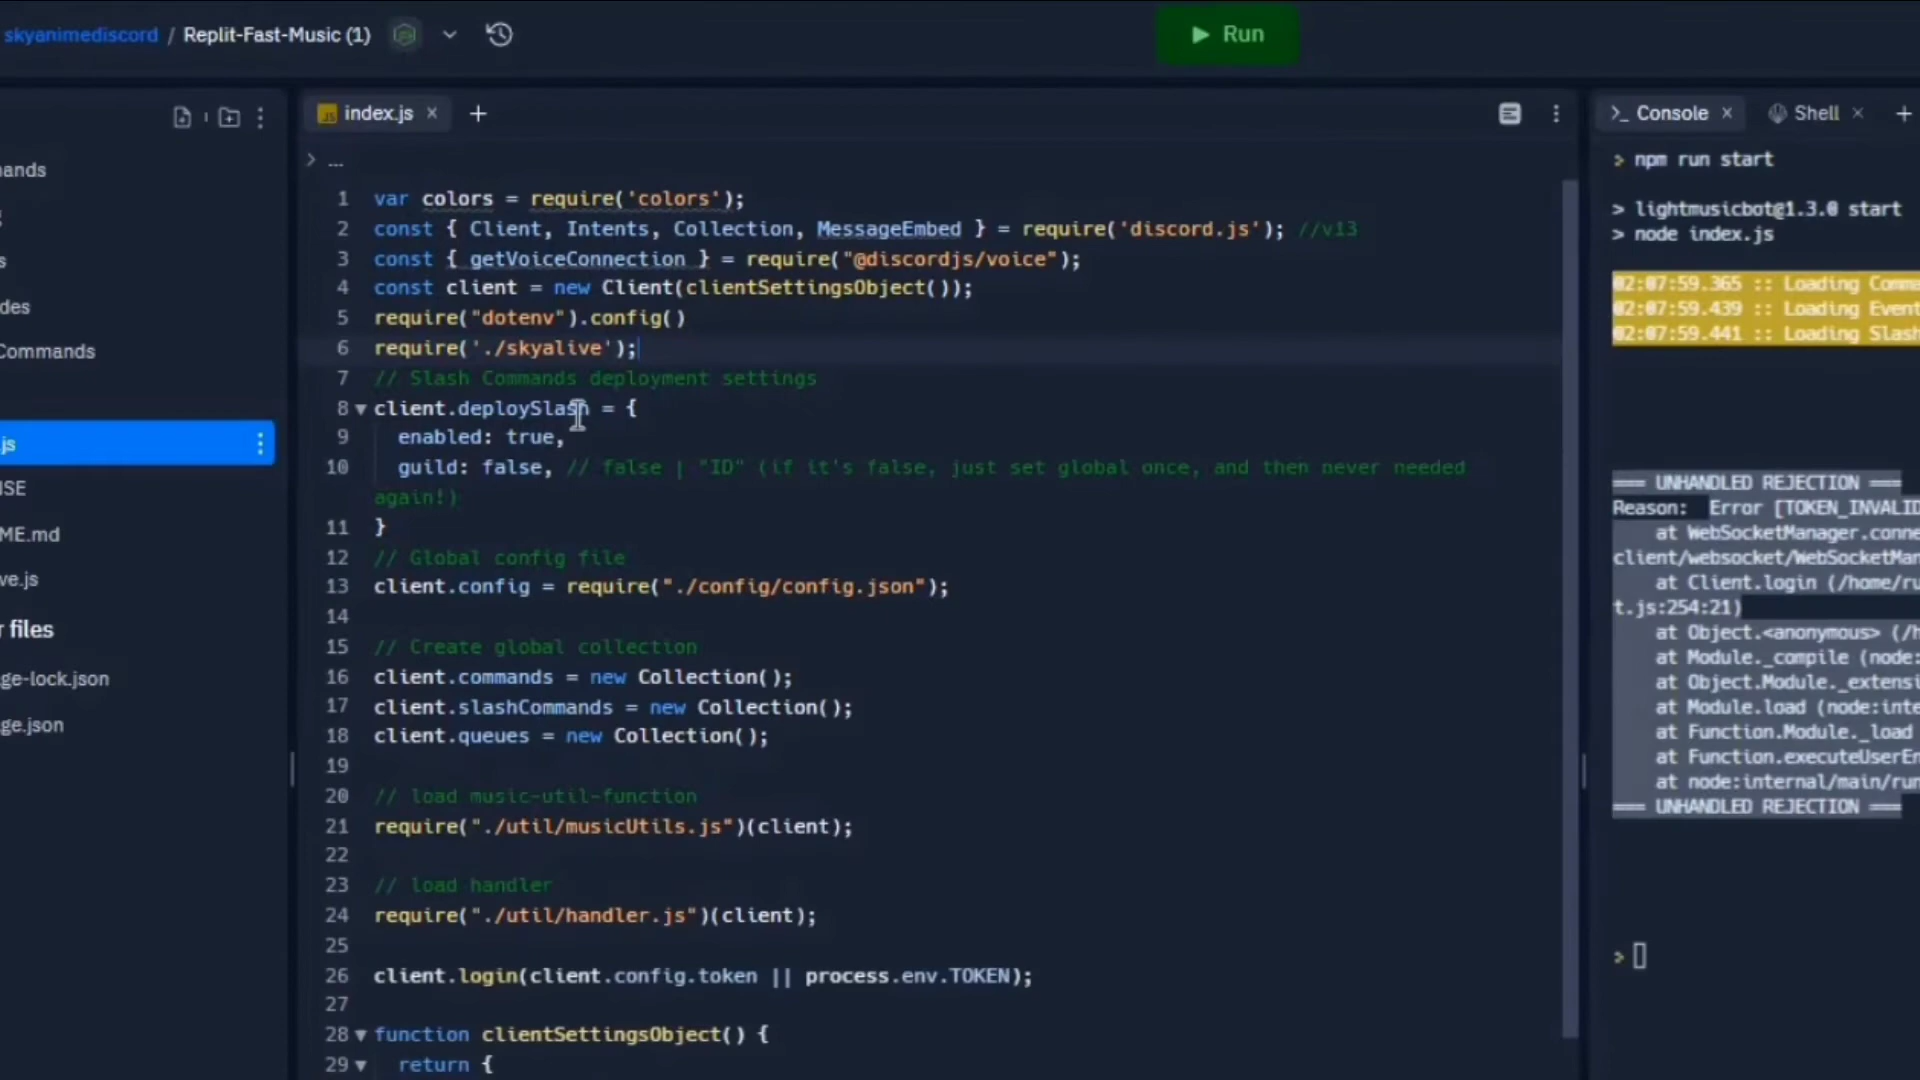 skyanimediscord / Replit-Fast-Music (1)
Run
index.js
Console
Shell
ands
s
des
Commands
js
SE
ME.md
ve.js
r files
ge-lock.json
ge.json
...
1 var colors = require('colors');
2 const { Client, Intents, Collection, MessageEmbed } = require('discord.js'); //v13
3 const { getVoiceConnection } = require("@discordjs/voice");
4 const client = new Client(clientSettingsObject());
5 require("dotenv").config()
6 require('./skyalive');
7 // Slash Commands deployment settings
8 client.deploySlash = {
9 enabled: true,
10 guild: false, // false | "ID" (if it's false, just set global once, and then never needed
again!)
11 }
12 // Global config file
13 client.config = require("./config/config.json");
14
15 // Create global collection
16 client.commands = new Collection();
17 client.slashCommands = new Collection();
18 client.queues = new Collection();
19
20 // load music-util-function
21 require("./util/musicUtils.js")(client);
22
23 // load handler
24 require("./util/handler.js")(client);
25
26 client.login(client.config.token || process.env.TOKEN);
27
28 function clientSettingsObject() {
29 return {
> npm run start
> lightmusicbot@1.3.0 start
> node index.js
02:07:59.365 :: Loading Comma
02:07:59.439 :: Loading Event
02:07:59.441 :: Loading Slash
=== UNHANDLED REJECTION ===
Reason: Error [TOKEN_INVALID
at WebSocketManager.conne
client/websocket/WebSocketMan
at Client.login (/home/ru
t.js:254:21)
at Object.<anonymous> (/h
at Module._compile (node:
at Object.Module._extensi
at Module.load (node:inte
at Function.Module._load
at Function.executeUserEn
at node:internal/main/run
=== UNHANDLED REJECTION ===
>